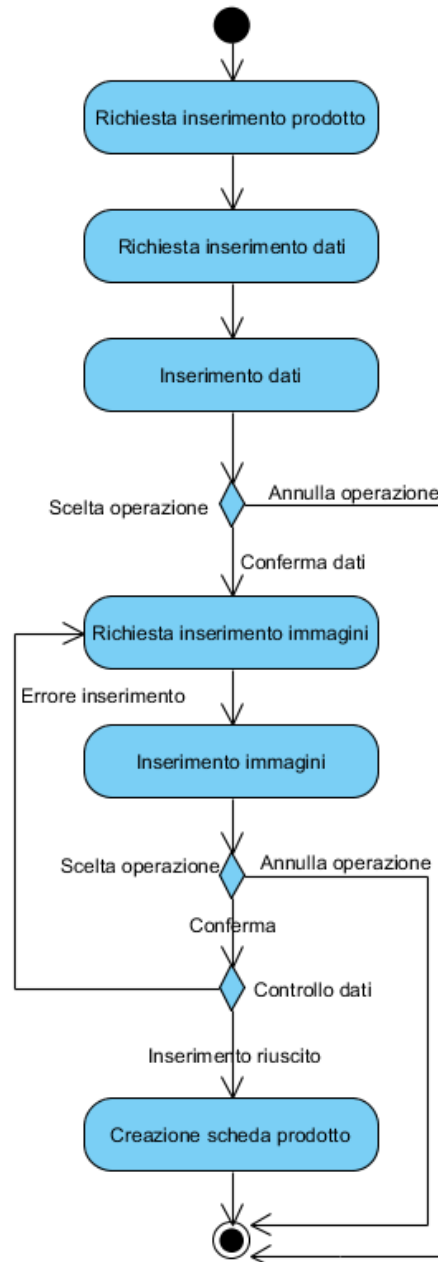 Richiesta inserimento prodotto
Richiesta inserimento dati
Inserimento dati
Scelta operazione
Annulla operazione
Conferma dati
Richiesta inserimento immagini
Errore inserimento
Inserimento immagini
Scelta operazione
Annulla operazione
Conferma
Controllo dati
Inserimento riuscito
Creazione scheda prodotto